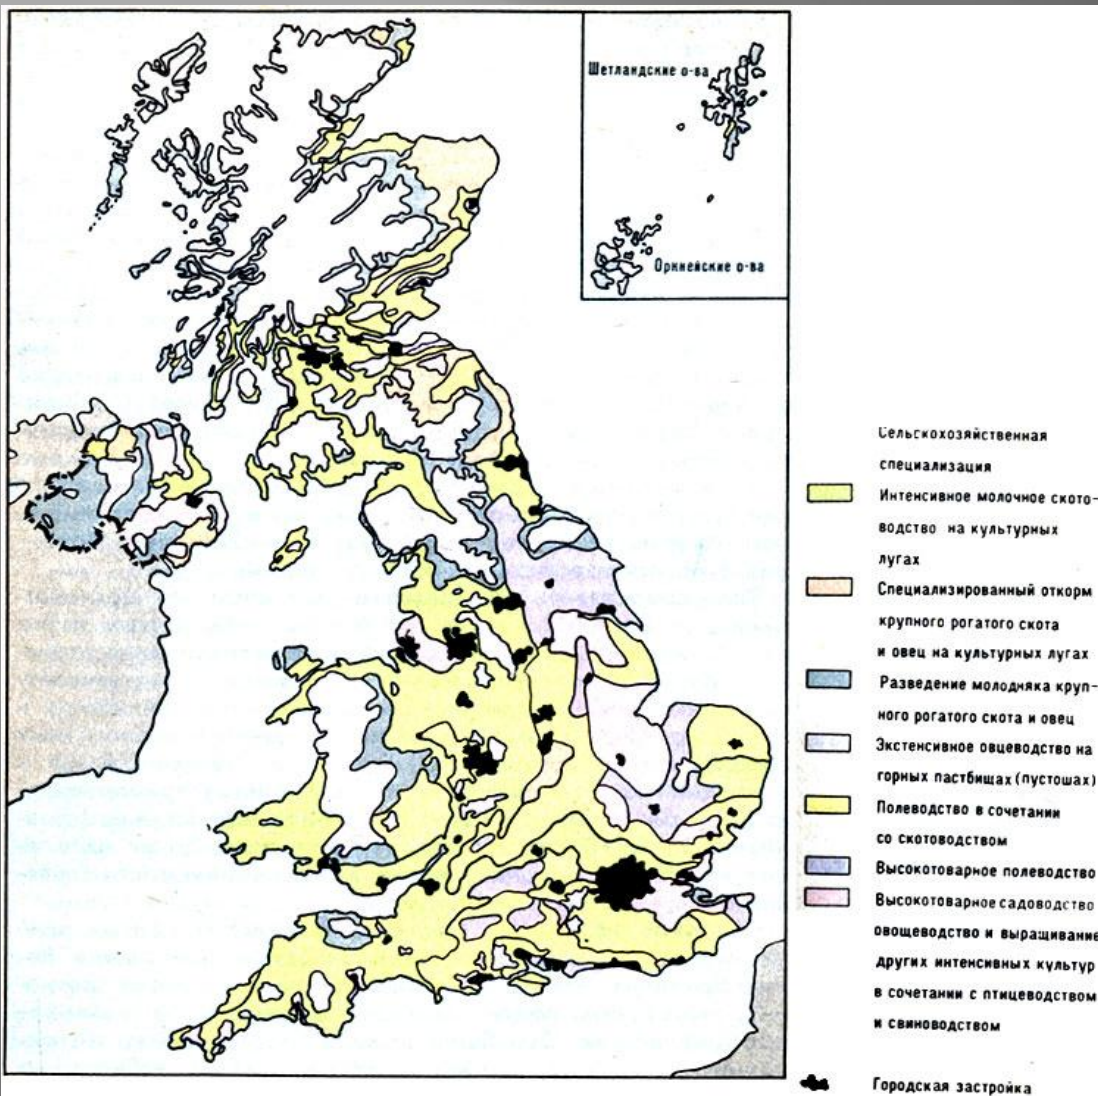 Шетландские о-ва
Оркнейские о-ва
Сельскохозяйственная
специализация
Интенсивное молочное ското-
водство на культурных
лугах
Специализированный откорм
крупного рогатого скота
и овец на культурных лугах
Разведение молодняка круп-
ного рогатого скота и овец
Экстенсивное овцеводство на
горных пастбищах (пустошах)
Полеводство в сочетании
со скотоводством
Высокотоварное полеводство
Высокотоварное садоводство
овощеводство и выращивание
других интенсивных культур
в сочетании с птицеводством
и свиноводством
Городская застройка